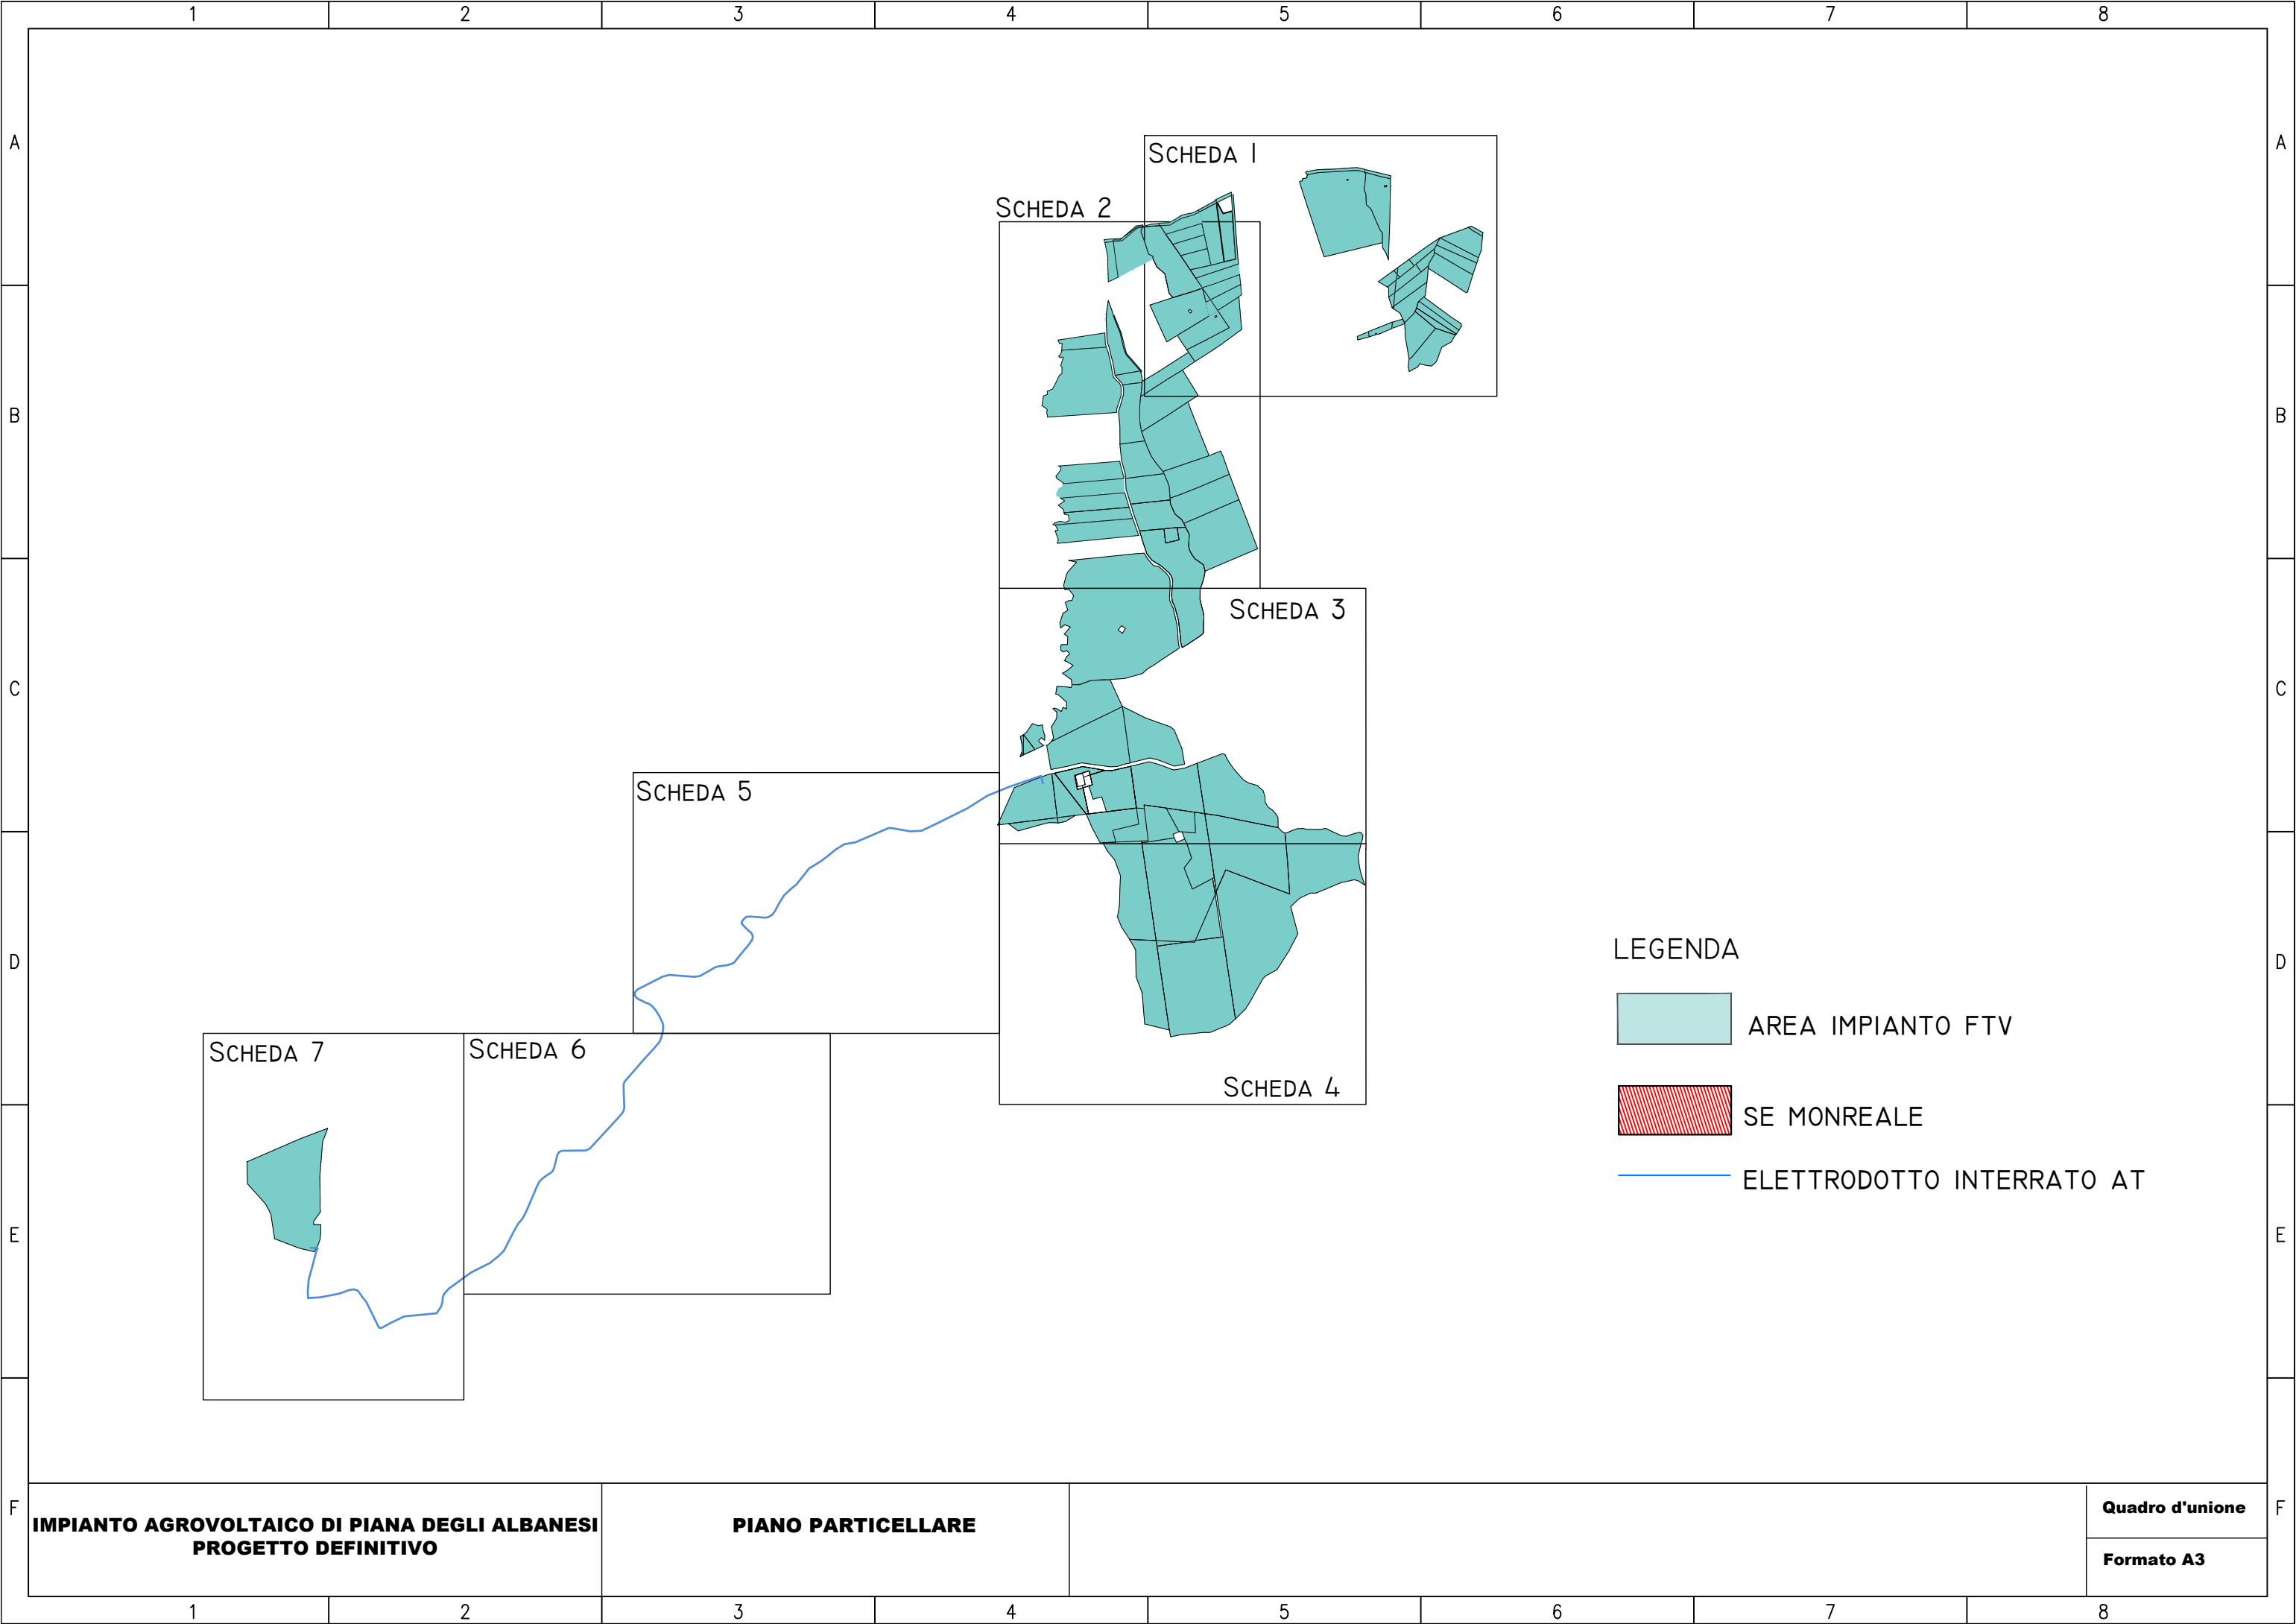 1 2 3 4 5 6 7 8
A A
SCHEDA 1
SCHEDA 2
B B
SCHEDA 3
C C
SCHEDA 5
LEGENDA
D D
AREA IMPIANTO FTV
SCHEDA 7
SCHEDA 6
SCHEDA 4
SE MONREALE
ELETTRODOTTO INTERRATO AT
E E
F F
IMPIANTO AGROVOLTAICO DI PIANA DEGLI ALBANESI
PROGETTO DEFINITIVO
PIANO PARTICELLARE
Quadro d'unione
Formato A3
1 2 3 4 5 6 7 8